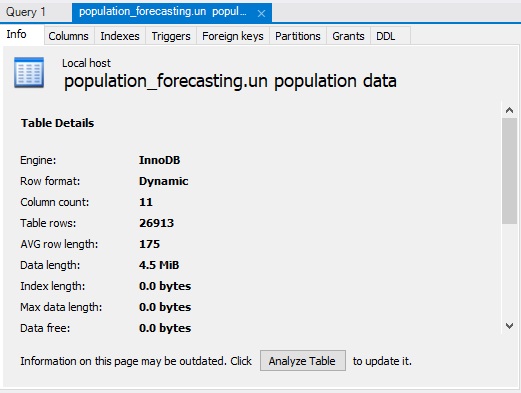 Query 1 population_forecasting.un popul...
Info Columns Indexes Triggers Foreign keys Partitions Grants DDL
Local host
population_forecasting.un population data
Table Details
Engine: InnoDB
Row format: Dynamic
Column count: 11
Table rows: 26913
AVG row length: 175
Data length: 4.5 MiB
Index length: 0.0 bytes
Max data length: 0.0 bytes
Data free: 0.0 bytes
Information on this page may be outdated. Click Analyze Table to update it.